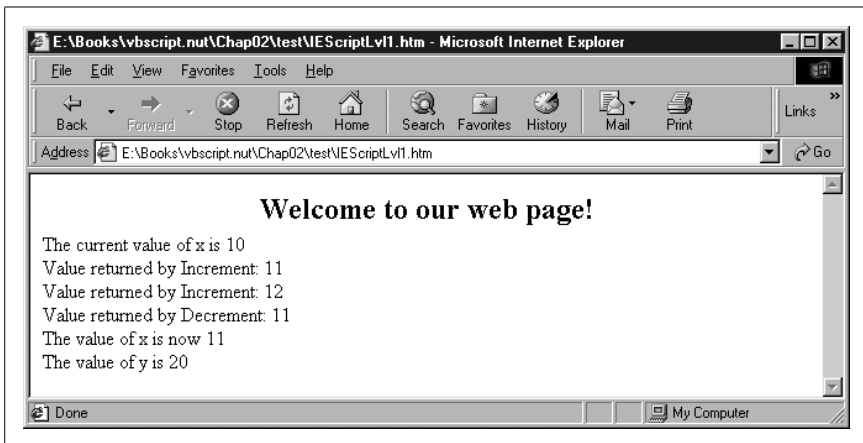 E:\Books\vbscript.nut\Chap02\test\IEScriptLvl1.htm - Microsoft Internet Explorer
File Edit View Favorites Tools Help
Back Forward Stop Refresh Home Search Favorites History Mail Print Links »
Address E:\Books\vbscript.nut\Chap02\test\IEScriptLvl1.htm Go
Welcome to our web page!
The current value of x is 10
Value returned by Increment: 11
Value returned by Increment: 12
Value returned by Decrement: 11
The value of x is now 11
The value of y is 20
Done My Computer